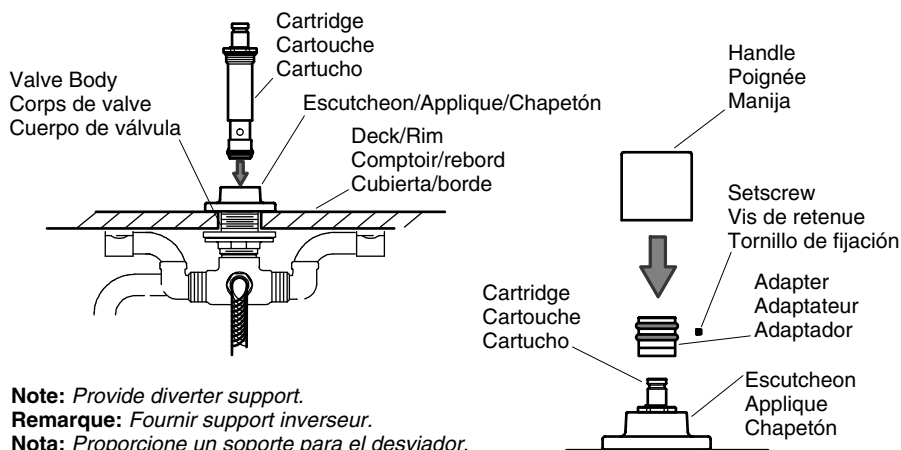 Cartridge
Cartouche
Cartucho
Valve Body
Corps de valve
Cuerpo de válvula
Escutcheon/Applique/Chapetón
Deck/Rim
Comptoir/rebord
Cubierta/borde
Handle
Poignée
Manija
Setscrew
Vis de retenue
Tornillo de fijación
Adapter
Adaptateur
Adaptador
Cartridge
Cartouche
Cartucho
Escutcheon
Applique
Chapetón
Note: Provide diverter support.
Remarque: Fournir support inverseur.
Nota: Proporcione un soporte para el desviador.